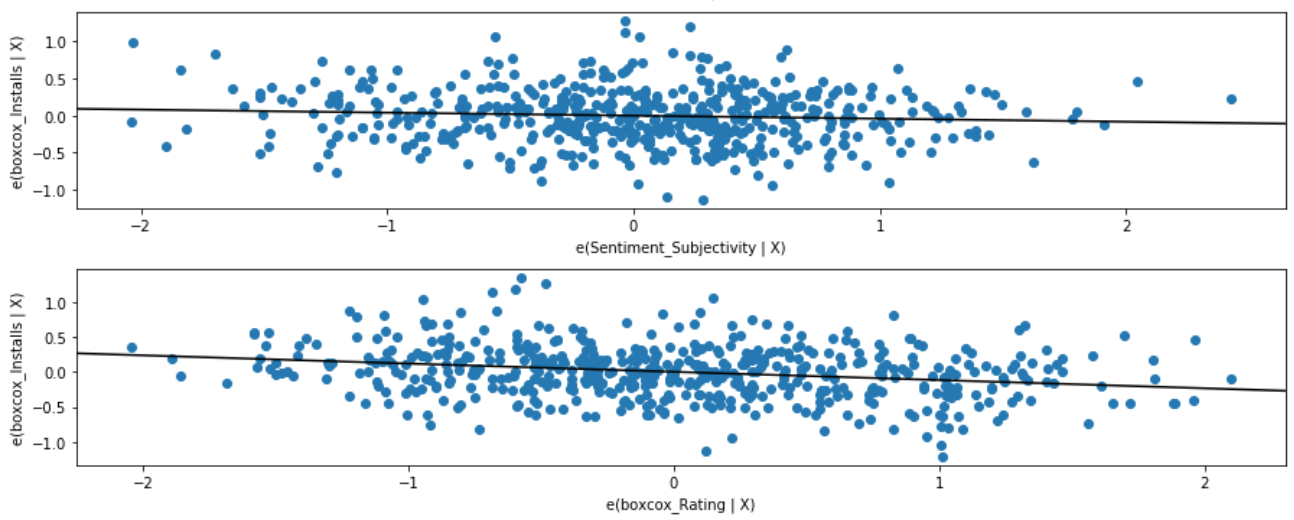 1.0
0.5
0.0
−0.5
−1.0
e(boxcox_Installs | X)
−2 −1 0 1 2
e(Sentiment_Subjectivity | X)
1.0
0.5
0.0
−0.5
−1.0
e(boxcox_Installs | X)
−2 −1 0 1 2
e(boxcox_Rating | X)